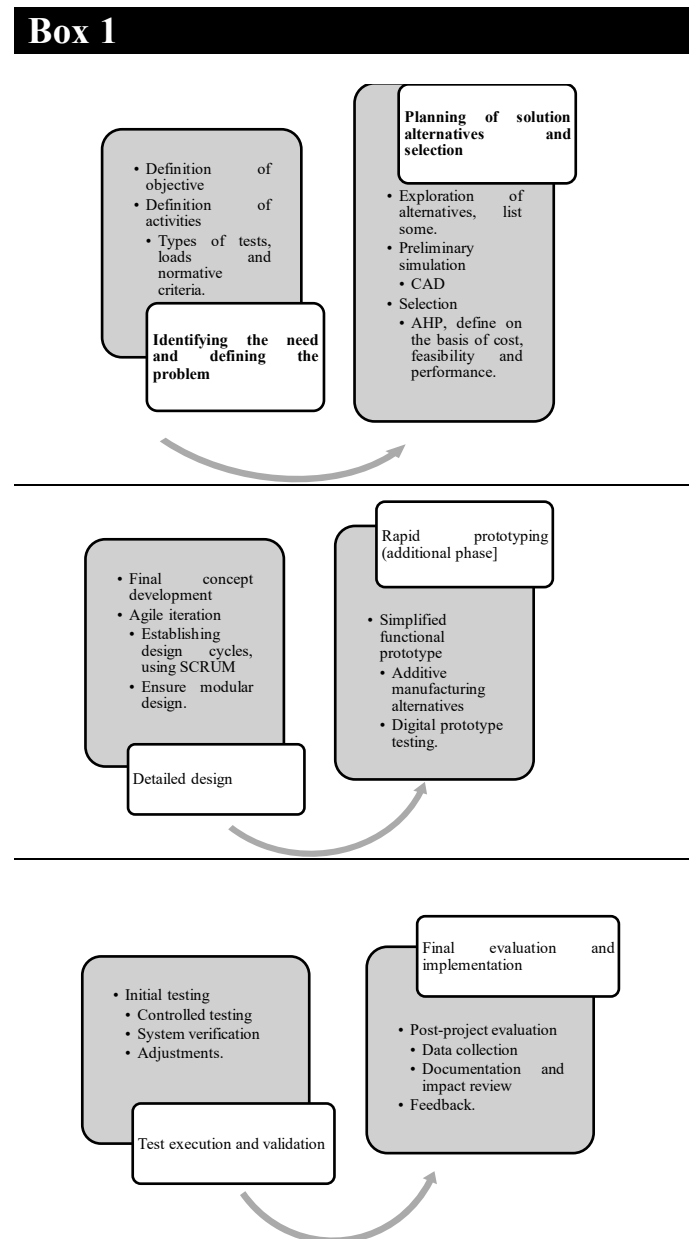 Box 1
• Definition of
objective
• Definition of
activities
• Types of tests,
loads and
normative
criteria.
Identifying the need
and defining the
problem
Planning of solution
alternatives and
selection
• Exploration of
alternatives, list
some.
• Preliminary
simulation
• CAD
• Selection
• AHP, define on
the basis of cost,
feasibility and
performance.
• Final concept
development
• Agile iteration
• Establishing
design cycles,
using SCRUM
• Ensure modular
design.
Detailed design
Rapid prototyping
(additional phase]
• Simplified
functional
prototype
• Additive
manufacturing
alternatives
• Digital prototype
testing.
• Initial testing
• Controlled testing
• System verification
• Adjustments.
Test execution and validation
Final evaluation and
implementation
• Post-project evaluation
• Data collection
• Documentation and
impact review
• Feedback.